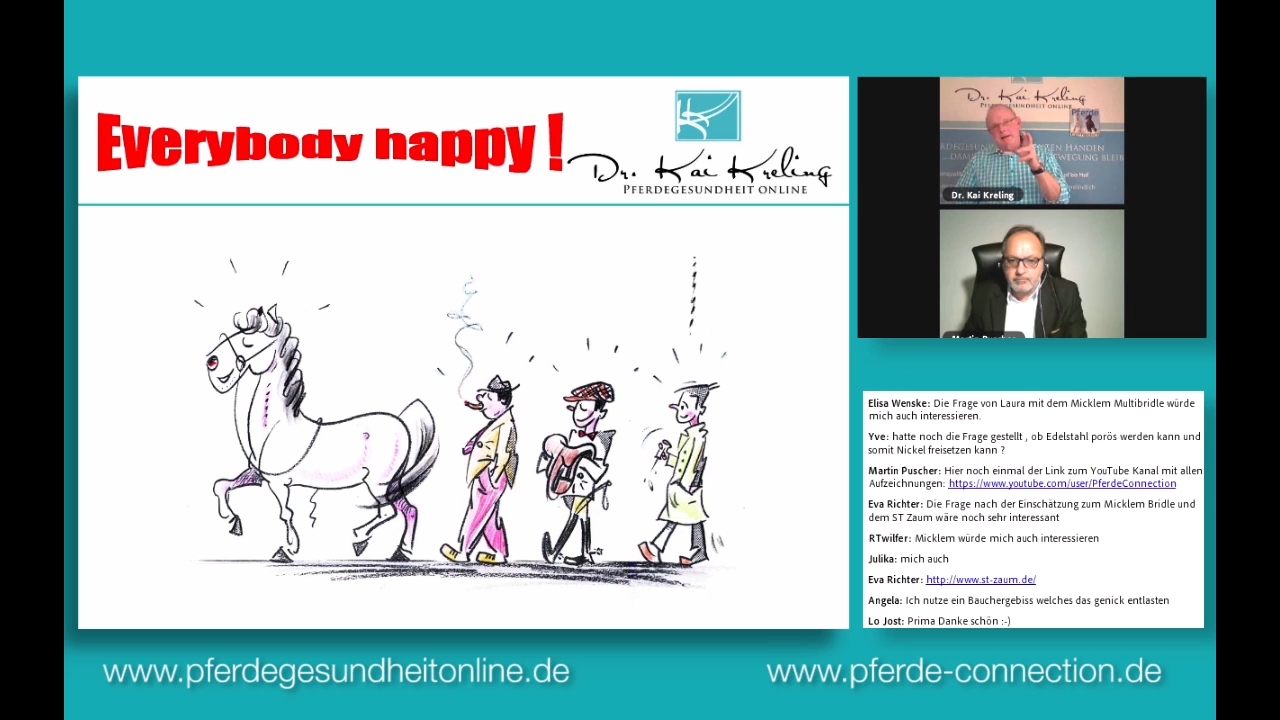 Everybody happy !
Dr. Kai Kreling
PFERDEGESUNDHEIT ONLINE
Dr. Kai Kreling
PFERDEGESUNDHEIT ONLINE
Pferde
Dr. Kai Kreling
Elisa Wenske: Die Frage von Laura mit dem Micklem Multibridle würde
mich auch interessieren.
Yve: hatte noch die Frage gestellt , ob Edelstahl porös werden kann und
somit Nickel freisetzen kann ?
Martin Puscher: Hier noch einmal der Link zum YouTube Kanal mit allen
Aufzeichnungen: https://www.youtube.com/user/PferdeConnection
Eva Richter: Die Frage nach der Einschätzung zum Micklem Bridle und
dem ST Zaum wäre noch sehr interessant
RTwilfer: Micklem würde mich auch interessieren
Julika: mich auch
Eva Richter: http://www.st-zaum.de/
Angela: Ich nutze ein Bauchergebiss welches das genick entlasten
Lo Jost: Prima Danke schön :-)
www.pferdegesundheitonline.de
www.pferde-connection.de